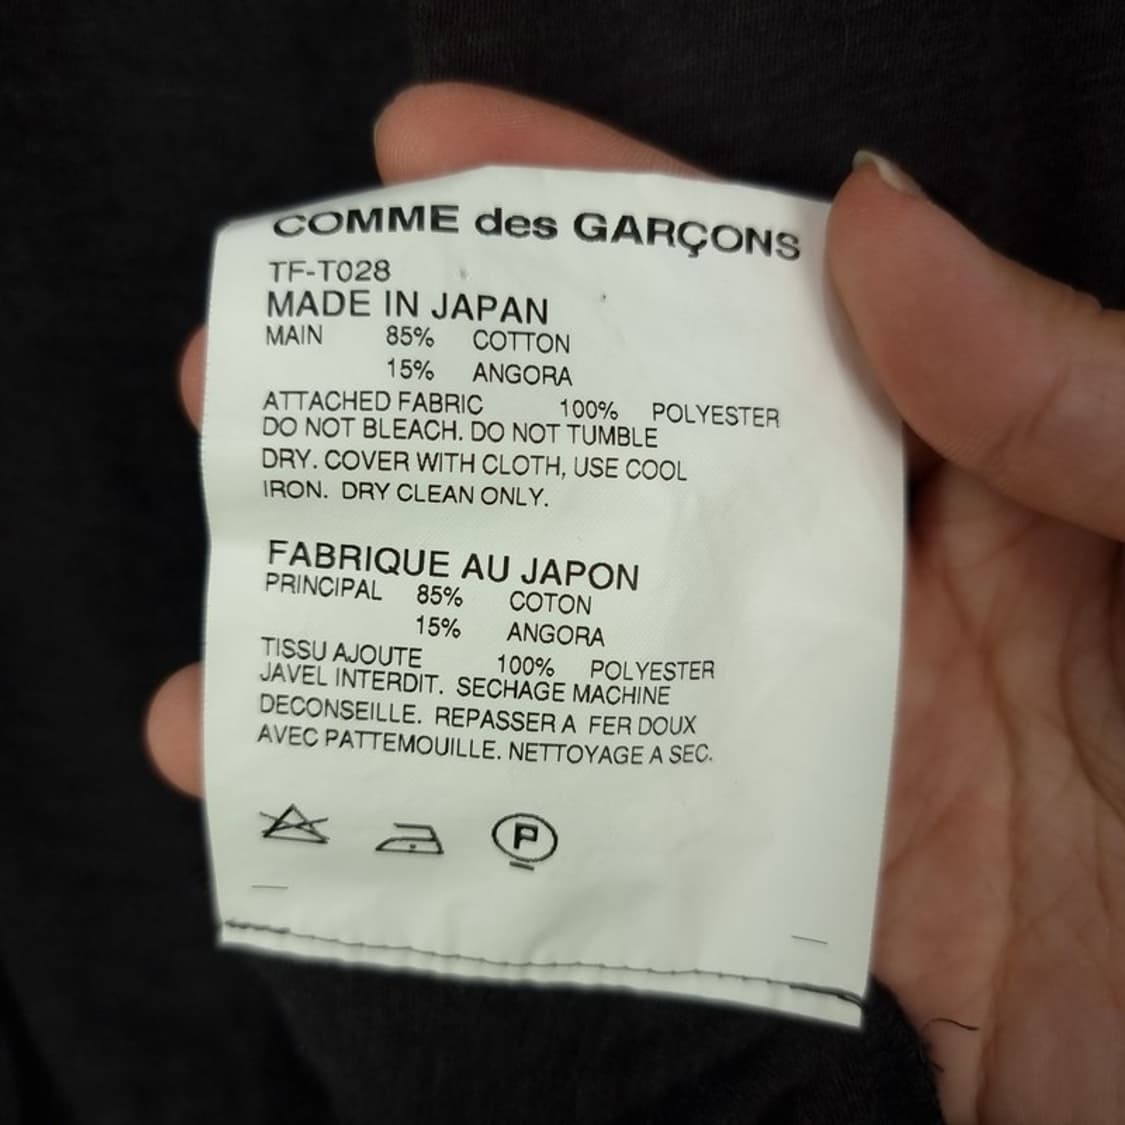 COMME des GARÇONS
TF-T028
MADE IN JAPAN
MAIN 85% COTTON
15% ANGORA
ATTACHED FABRIC 100% POLYESTER
DO NOT BLEACH. DO NOT TUMBLE
DRY. COVER WITH CLOTH, USE COOL
IRON. DRY CLEAN ONLY.
FABRIQUE AU JAPON
PRINCIPAL 85% COTON
15% ANGORA
TISSU AJOUTE 100% POLYESTER
JAVEL INTERDIT. SECHAGE MACHINE
DECONSEILLE. REPASSER A FER DOUX
AVEC PATTEMOUILLE. NETTOYAGE A SEC.
P